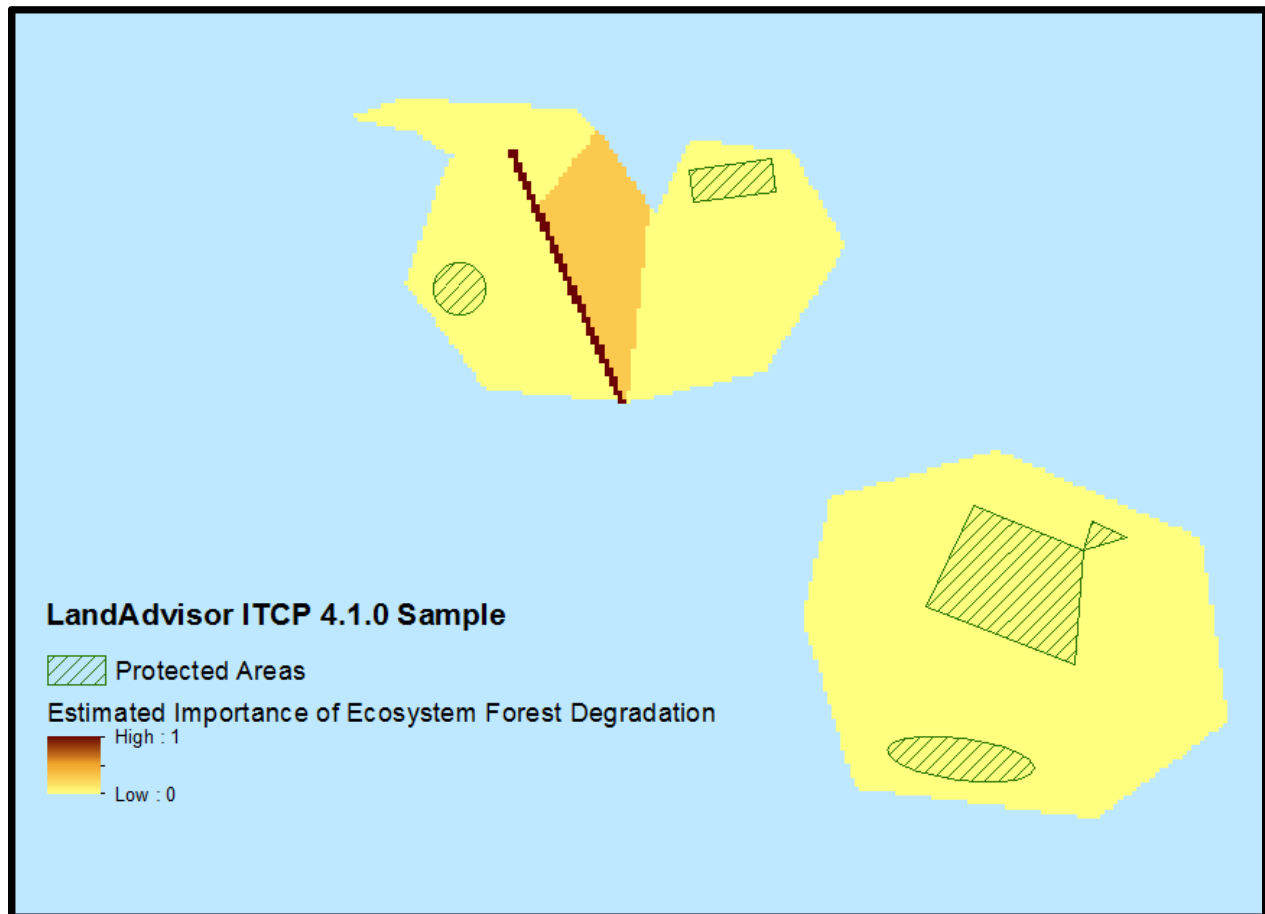 LandAdvisor ITCP 4.1.0 Sample
Protected Areas
Estimated Importance of Ecosystem Forest Degradation
High : 1
Low : 0